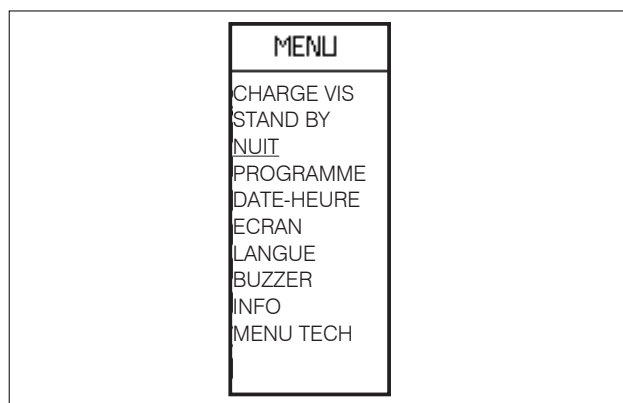 MENU
CHARGE VIS
STAND BY
NUIT
PROGRAMME
DATE-HEURE
ECRAN
LANGUE
BUZZER
INFO
MENU TECH